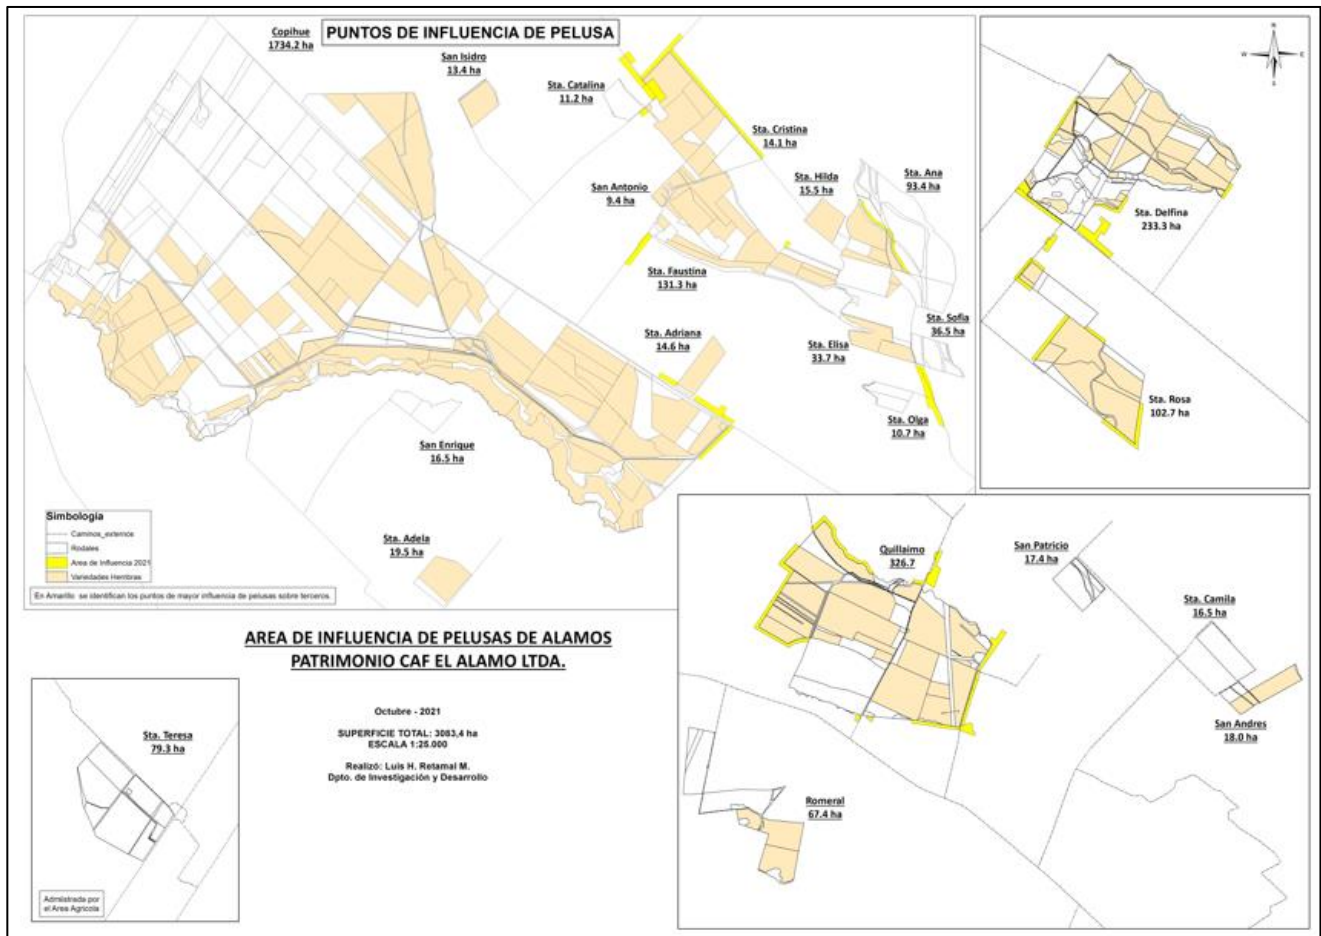 PUNTOS DE INFLUENCIA DE PELUSA
Copihue
1734.2 ha
San Isidro
13.4 ha
Sta. Catalina
11.2 ha
Sta. Cristina
14.1 ha
San Antonio
9.4 ha
Sta. Hilda
15.5 ha
Sta. Ana
93.4 ha
Sta. Faustina
131.3 ha
Sta. Adriana
14.6 ha
Sta. Elisa
33.7 ha
Sta. Sofia
36.5 ha
Sta. Olga
10.7 ha
San Enrique
16.5 ha
Sta. Adela
19.5 ha
Simbología
Caminos_externos
Rodales
Area de Influencia 2021
Variedades Hembras
En Amarillo: se identifican los puntos de mayor influencia de pelusas sobre terceros.
N
W
E
S
Sta. Delfina
233.3 ha
Sta. Rosa
102.7 ha
Quillaimo
326.7
San Patricio
17.4 ha
Sta. Camila
16.5 ha
San Andres
18.0 ha
Romeral
67.4 ha
AREA DE INFLUENCIA DE PELUSAS DE ALAMOS
PATRIMONIO CAF EL ALAMO LTDA.
Octubre - 2021
SUPERFICIE TOTAL: 3083,4 ha
ESCALA 1:25.000
Realizó: Luis H. Retamal M.
Dpto. de Investigación y Desarrollo
Sta. Teresa
79.3 ha
Admistrada por
el Area Agricola